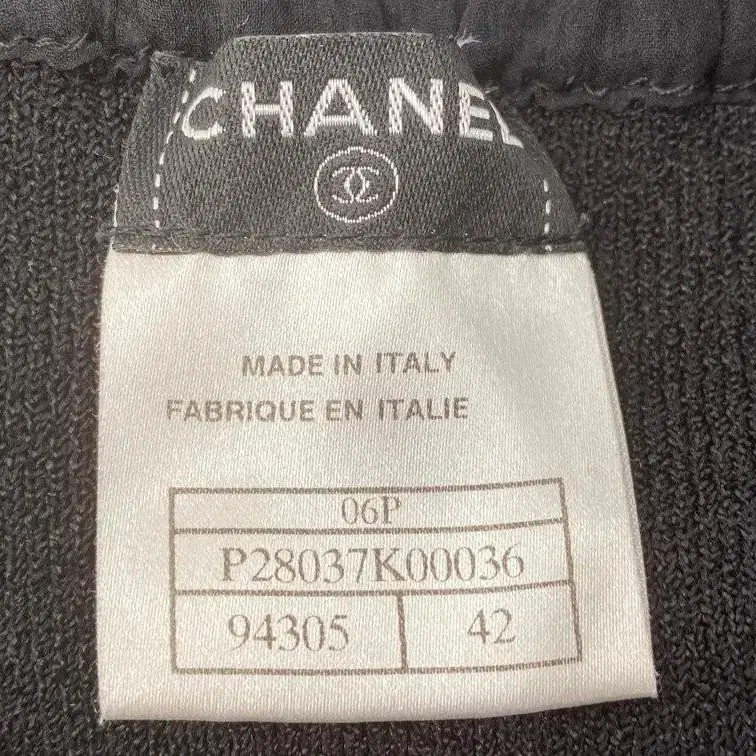 CHANEL
MADE IN ITALY
FABRIQUE EN ITALIE
06P
P28037K00036
94305 42